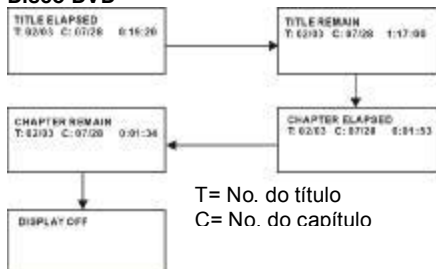 Disco DVD
TITLE ELAPSED
T: 02/03 C: 07/28 0:15:20
TITLE REMAIN
T: 02/03 C: 07/28 1:17:00
CHAPTER REMAIN
T: 02/03 C: 07/28 0:01:34
CHAPTER ELAPSED
T: 02/03 C: 07/28 0:01:53
T= No. do título
C= No. do capítulo
DISPLAY OFF